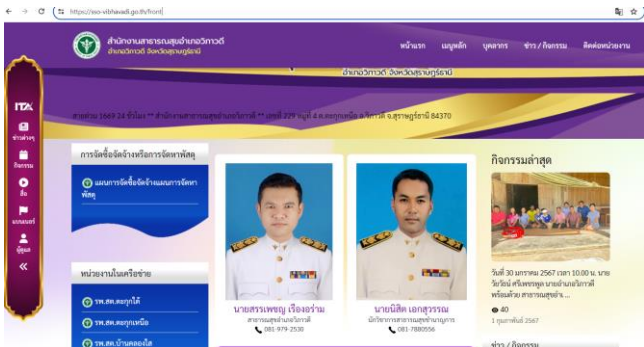 https://sso-vibhavadi.go.th/front
สำนักงานสาธารณสุขอำเภอวิภาวดี
อำเภอวิภาวดี จังหวัดสุราษฎร์ธานี
หน้าแรก เมนูหลัก บุคลากร ข่าว / กิจกรรม ติดต่อหน่วยงาน
อำเภอวิภาวดี จังหวัดสุราษฎร์ธานี
สายด่วน 1669 24 ชั่วโมง ** สำนักงานสาธารณสุขอำเภอวิภาวดี ** เลขที่ 229 หมู่ที่ 4 ต.ตะกุกเหนือ อ.วิภาวดี จ.สุราษฎร์ธานี 84370
ITA
ข่าวต่างๆ
กิจกรรม
สื่อ
แบนเนอร์
ผู้ดูแล
การจัดซื้อจัดจ้างหรือการจัดหาพัสดุ
แผนการจัดซื้อจัดจ้างแผนการจัดหา
พัสดุ
หน่วยงานในเครือข่าย
รพ.สต.ตะกุกใต้
รพ.สต.ตะกุกเหนือ
รพ.สต.บ้านคลองใส
นายสรรเพชญ เรืองอร่าม
สาธารณสุขอำเภอวิภาวดี
081-979-2530
นายนิสิต เอกสุวรรณ
นักวิชาการสาธารณสุขชำนาญการ
081-7880556
กิจกรรมล่าสุด
วันที่ 30 มกราคม 2567 เวลา 10.00 น. นาย
พร้อมด้วย สาธารณสุขอำเ ...
40
1 กุมภาพันธ์ 2567
ข่าว / กิจกรรม